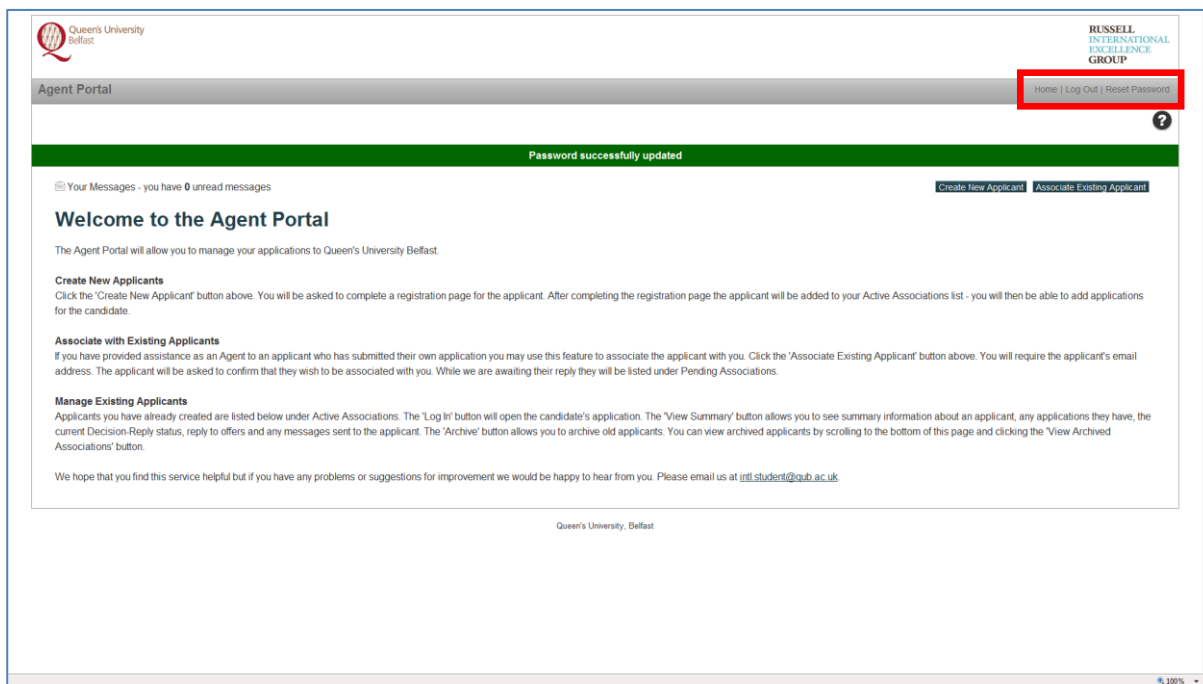 Queen's University
Belfast
RUSSELL
INTERNATIONAL
EXCELLENCE
GROUP
Agent Portal
Home | Log Out | Reset Password
?
Password successfully updated
Your Messages - you have 0 unread messages
Create New Applicant Associate Existing Applicant
Welcome to the Agent Portal
The Agent Portal will allow you to manage your applications to Queen's University Belfast.
Create New Applicants
Click the 'Create New Applicant' button above. You will be asked to complete a registration page for the applicant. After completing the registration page the applicant will be added to your Active Associations list - you will then be able to add applications
for the candidate.
Associate with Existing Applicants
If you have provided assistance as an Agent to an applicant who has submitted their own application you may use this feature to associate the applicant with you. Click the 'Associate Existing Applicant' button above. You will require the applicant's email
address. The applicant will be asked to confirm that they wish to be associated with you. While we are awaiting their reply they will be listed under Pending Associations.
Manage Existing Applicants
Applicants you have already created are listed below under Active Associations. The 'Log In' button will open the candidate's application. The 'View Summary' button allows you to see summary information about an applicant, any applications they have, the
current Decision-Reply status, reply to offers and any messages sent to the applicant. The 'Archive' button allows you to archive old applicants. You can view archived applicants by scrolling to the bottom of this page and clicking the 'View Archived
Associations' button.
We hope that you find this service helpful but if you have any problems or suggestions for improvement we would be happy to hear from you. Please email us at intl.student@qub.ac.uk.
Queen's University, Belfast
100%